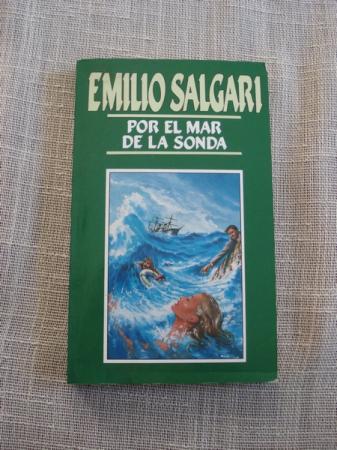 EMILIO SALGARI
POR EL MAR
DE LA SONDA